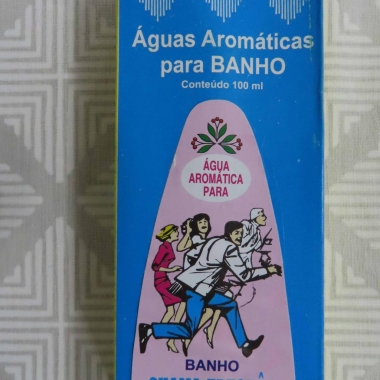 Águas Aromáticas
para BANHO
Conteúdo 100 ml
ÁGUA
AROMÁTICA
PARA
BANHO